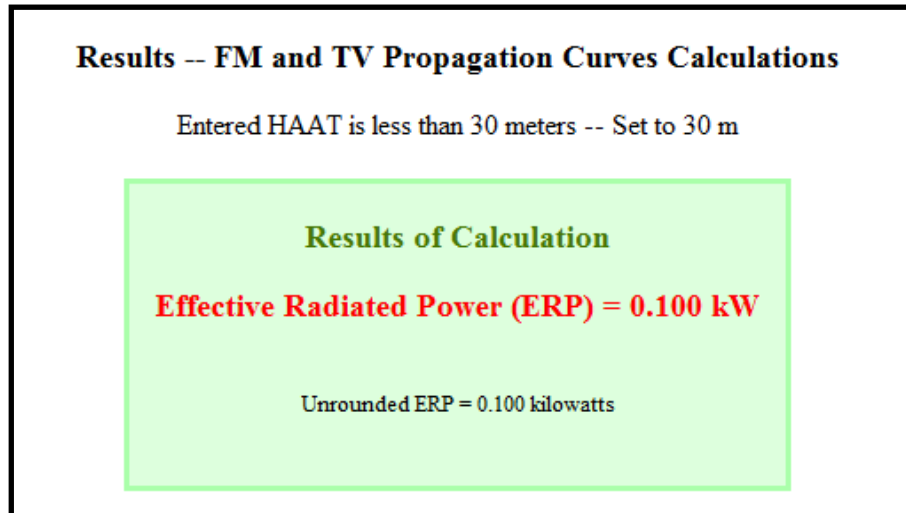 Results -- FM and TV Propagation Curves Calculations
Entered HAAT is less than 30 meters -- Set to 30 m
Results of Calculation
Effective Radiated Power (ERP) = 0.100 kW
Unrounded ERP = 0.100 kilowatts